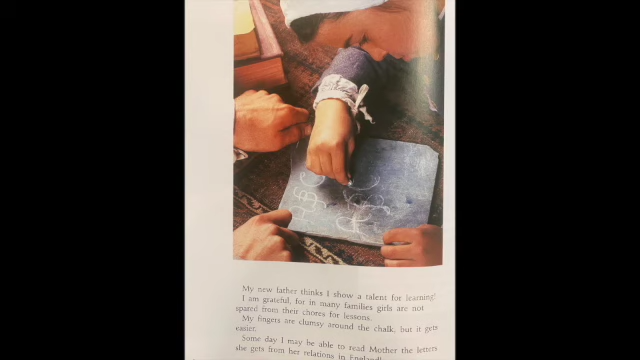 My new father thinks I show a talent for learning!
I am grateful, for in many families girls are not
spared from their chores for lessons.
My fingers are clumsy around the chalk, but it gets
easier.
Some day I may be able to read Mother the letters
she gets from her relations in England!